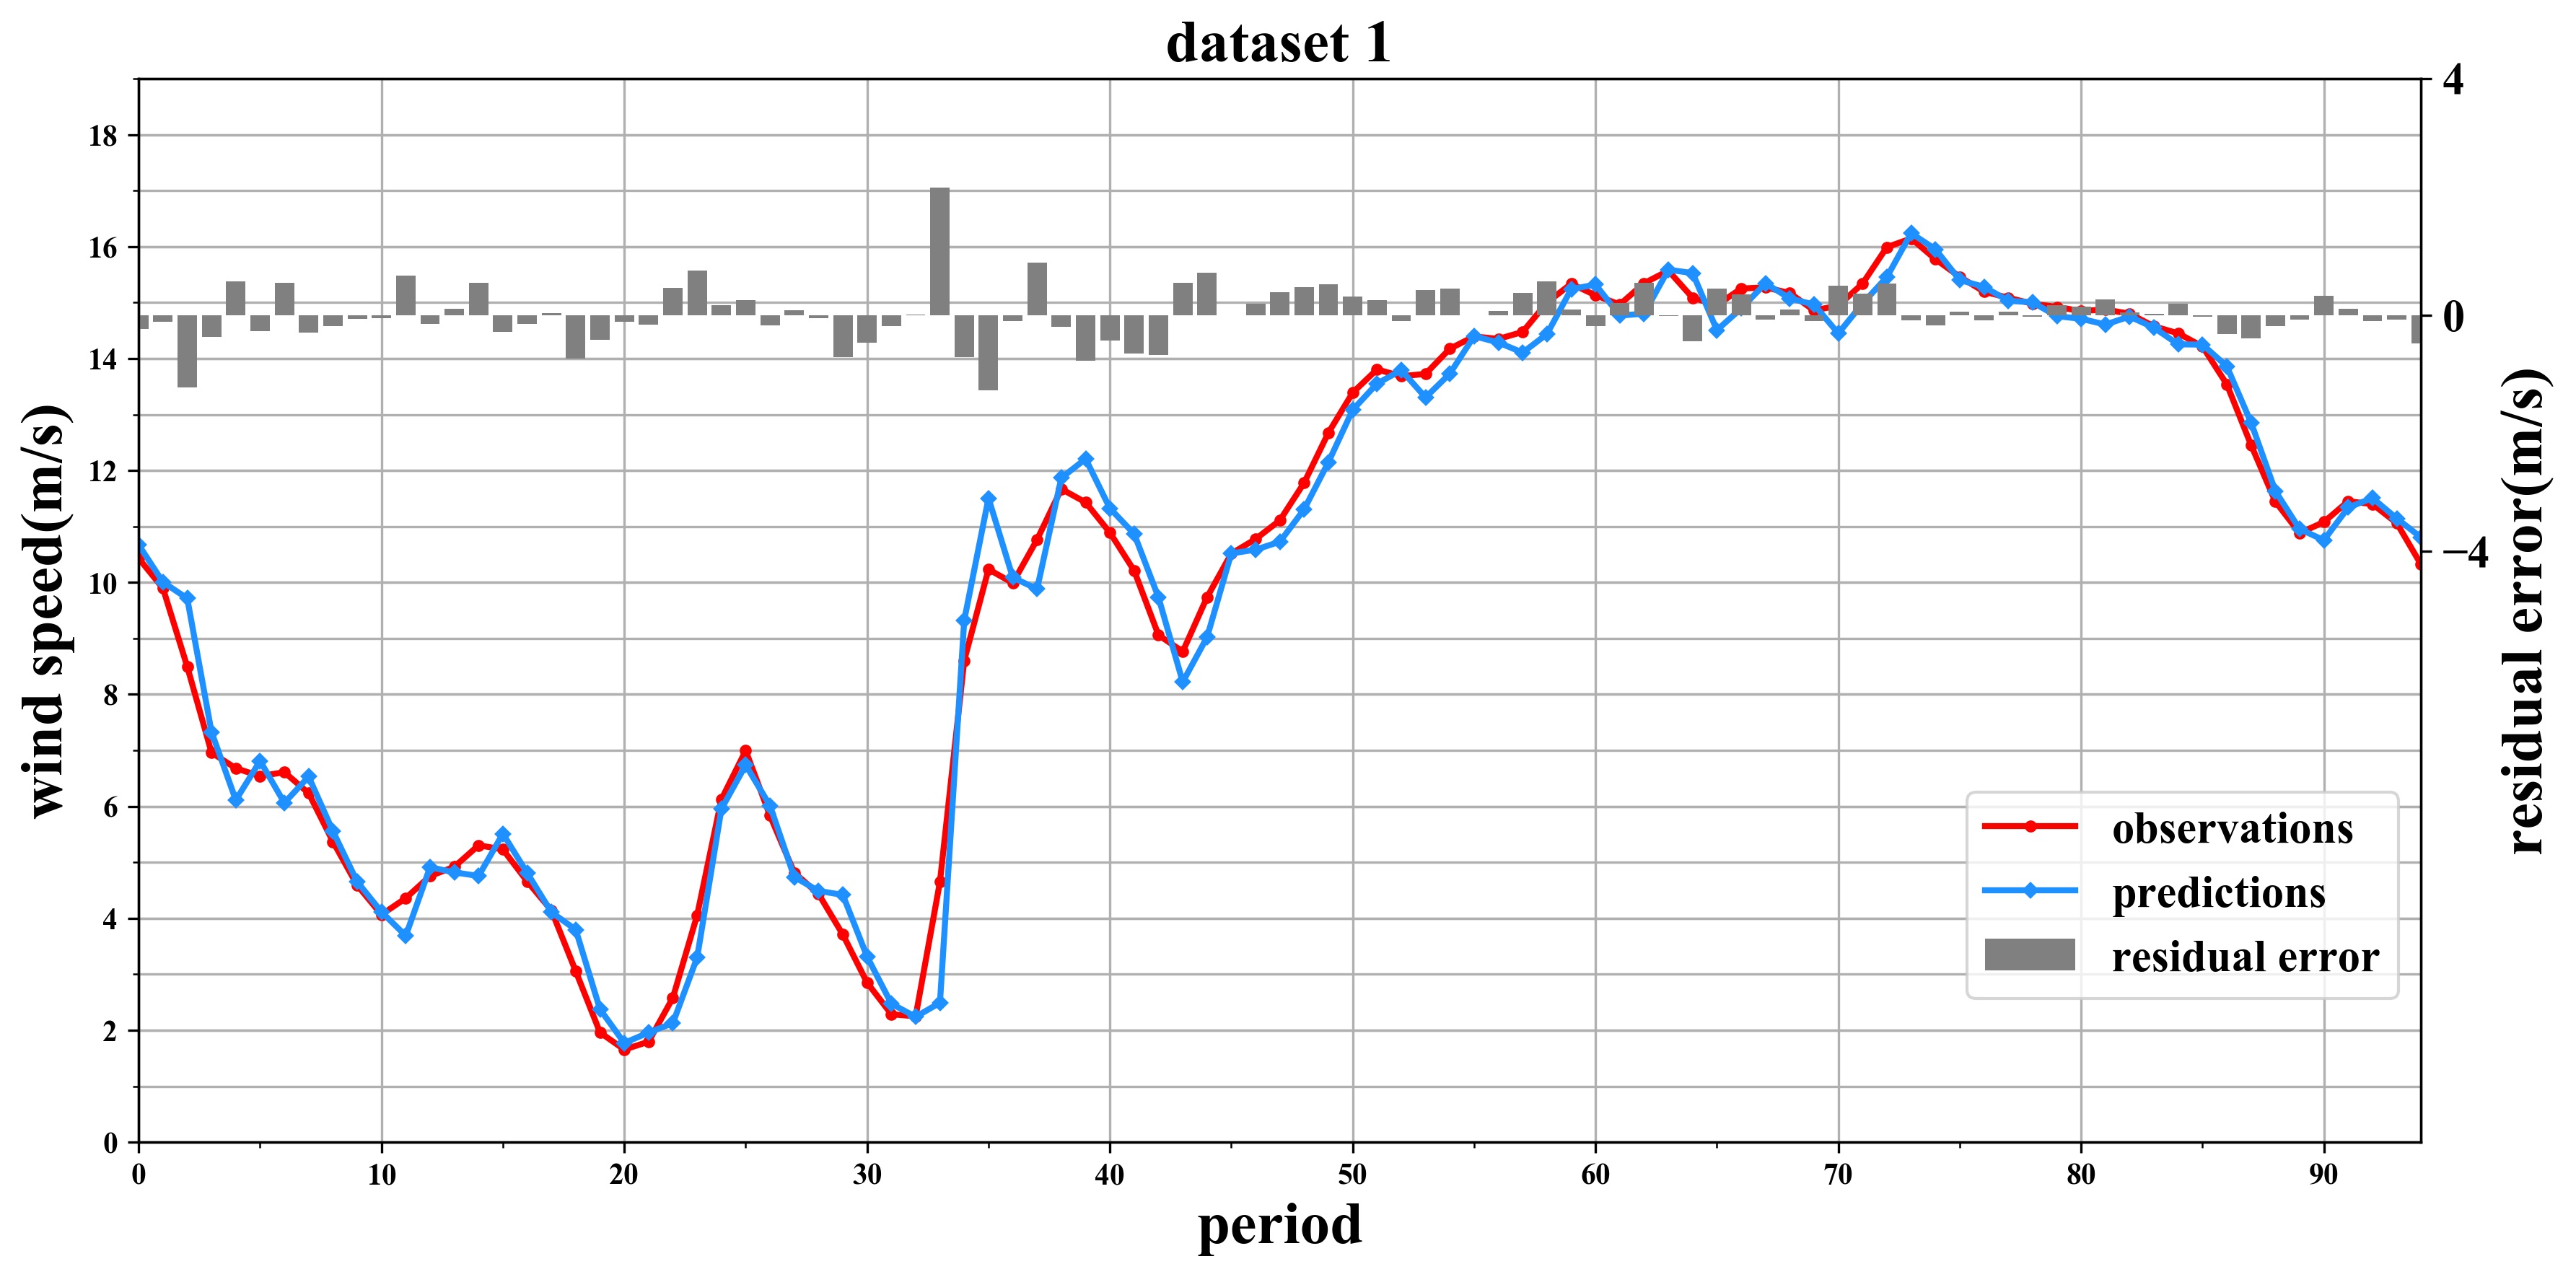 dataset 1
wind speed(m/s)
18
16
14
12
10
8
6
4
2
0
4
0
−4
residual error(m/s)
observations
predictions
residual error
0 10 20 30 40 50 60 70 80 90
period